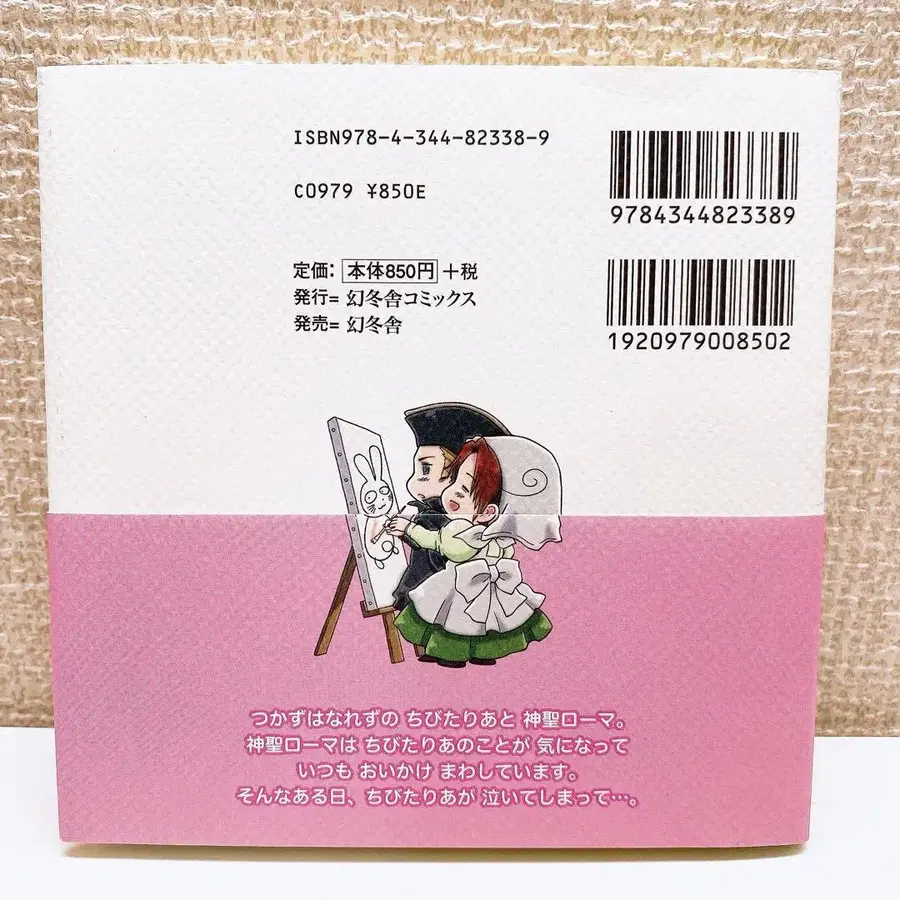 ISBN978-4-344-82338-9
C0979 ¥850E
9784344823389
定価: 本体850円 +税
発行= 幻冬舎コミックス
発売= 幻冬舎
1920979008502
つかずはなれずの ちびたりあと 神聖ローマ。
神聖ローマは ちびたりあのことが 気になって
いつも おいかけ まわしています。
そんなある日、ちびたりあが 泣いてしまって…。